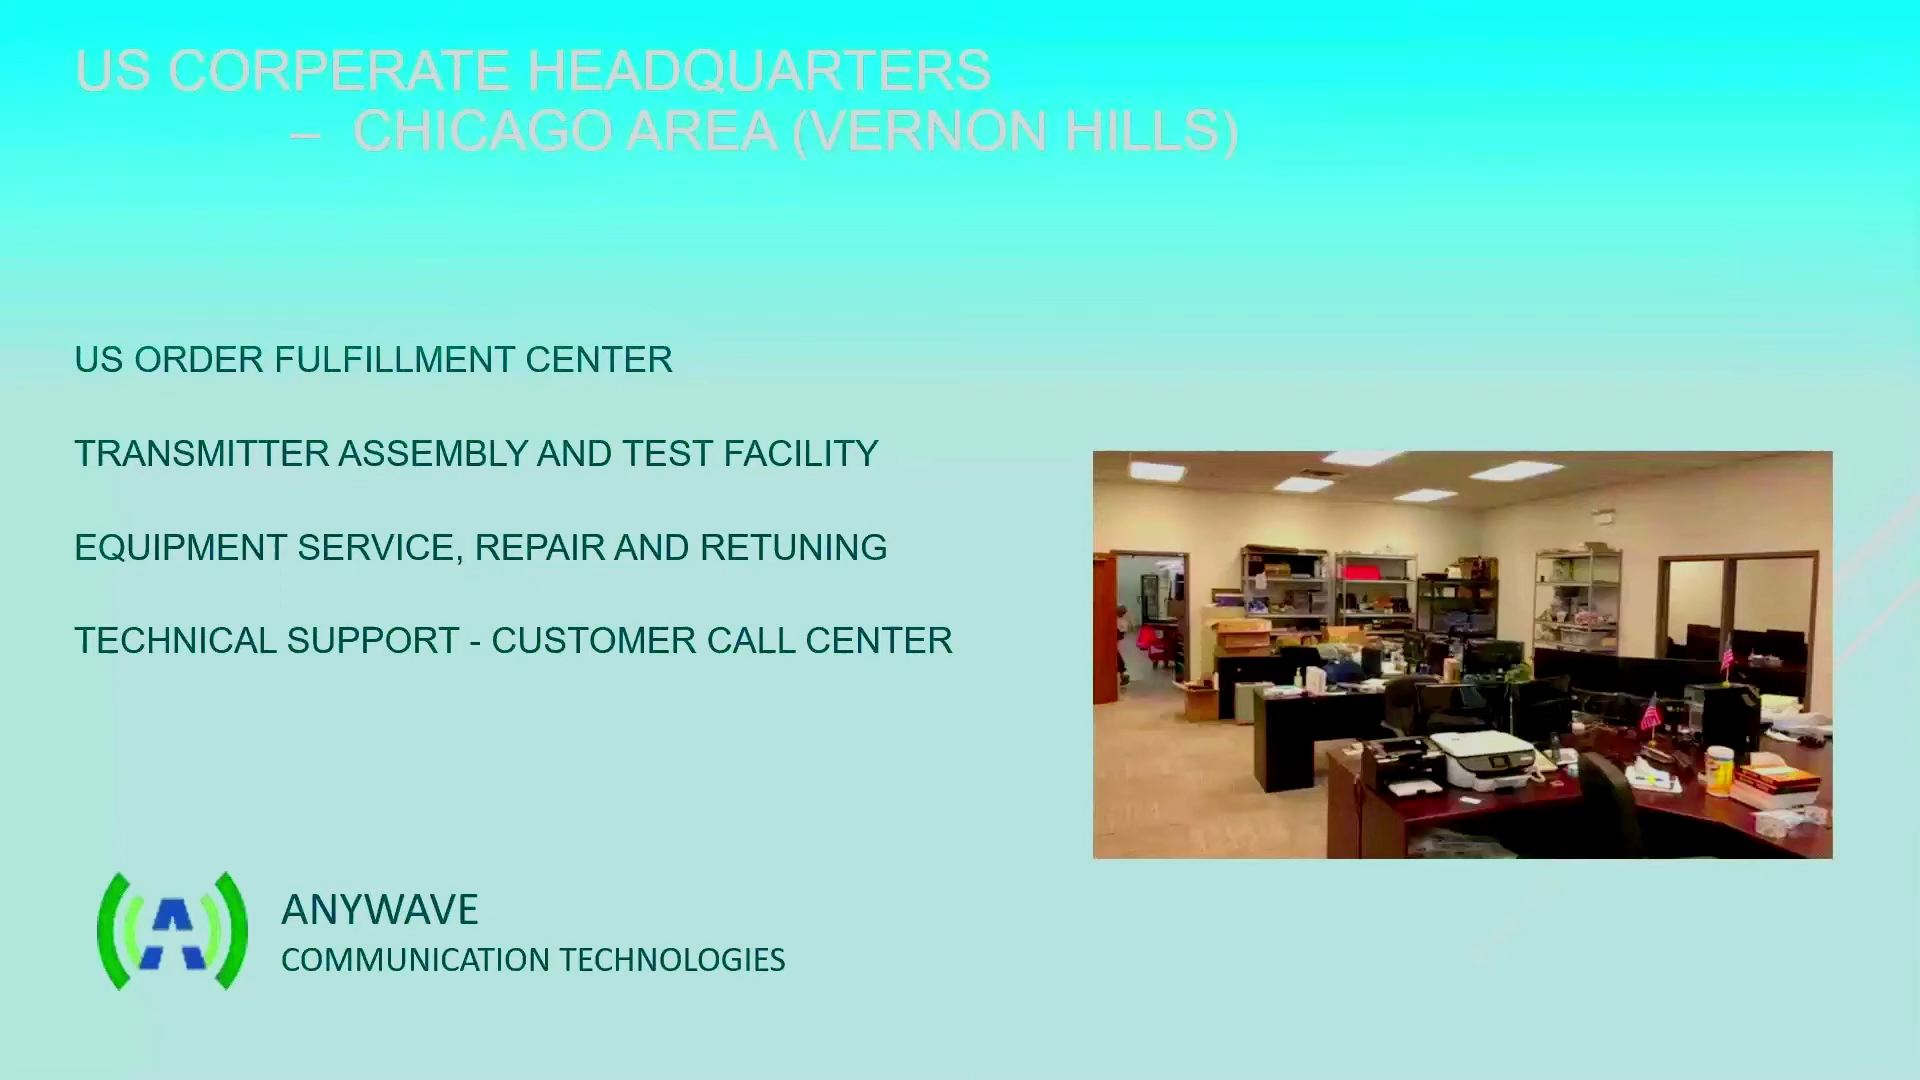 US CORPERATE HEADQUARTERS
– CHICAGO AREA (VERNON HILLS)
US ORDER FULFILLMENT CENTER
TRANSMITTER ASSEMBLY AND TEST FACILITY
EQUIPMENT SERVICE, REPAIR AND RETUNING
TECHNICAL SUPPORT - CUSTOMER CALL CENTER
ANYWAVE
COMMUNICATION TECHNOLOGIES